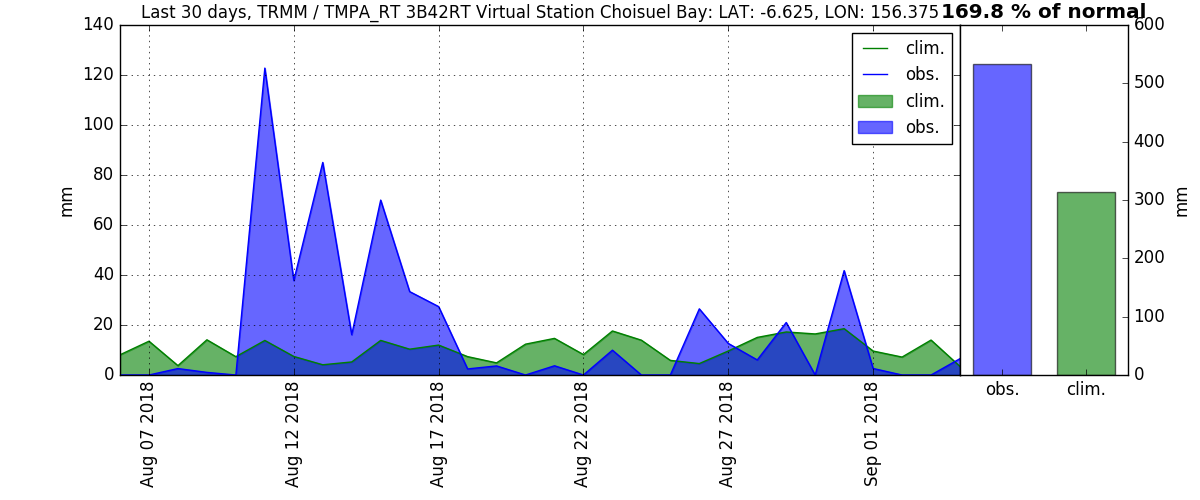 Last 30 days, TRMM / TMPA_RT 3B42RT Virtual Station Choisuel Bay: LAT: -6.625, LON: 156.375
169.8 % of normal
140
120
100
80
60
40
20
0
mm
clim.
obs.
clim.
obs.
Aug 07 2018
Aug 12 2018
Aug 17 2018
Aug 22 2018
Aug 27 2018
Sep 01 2018
600
500
400
300
200
100
0
mm
obs.
clim.